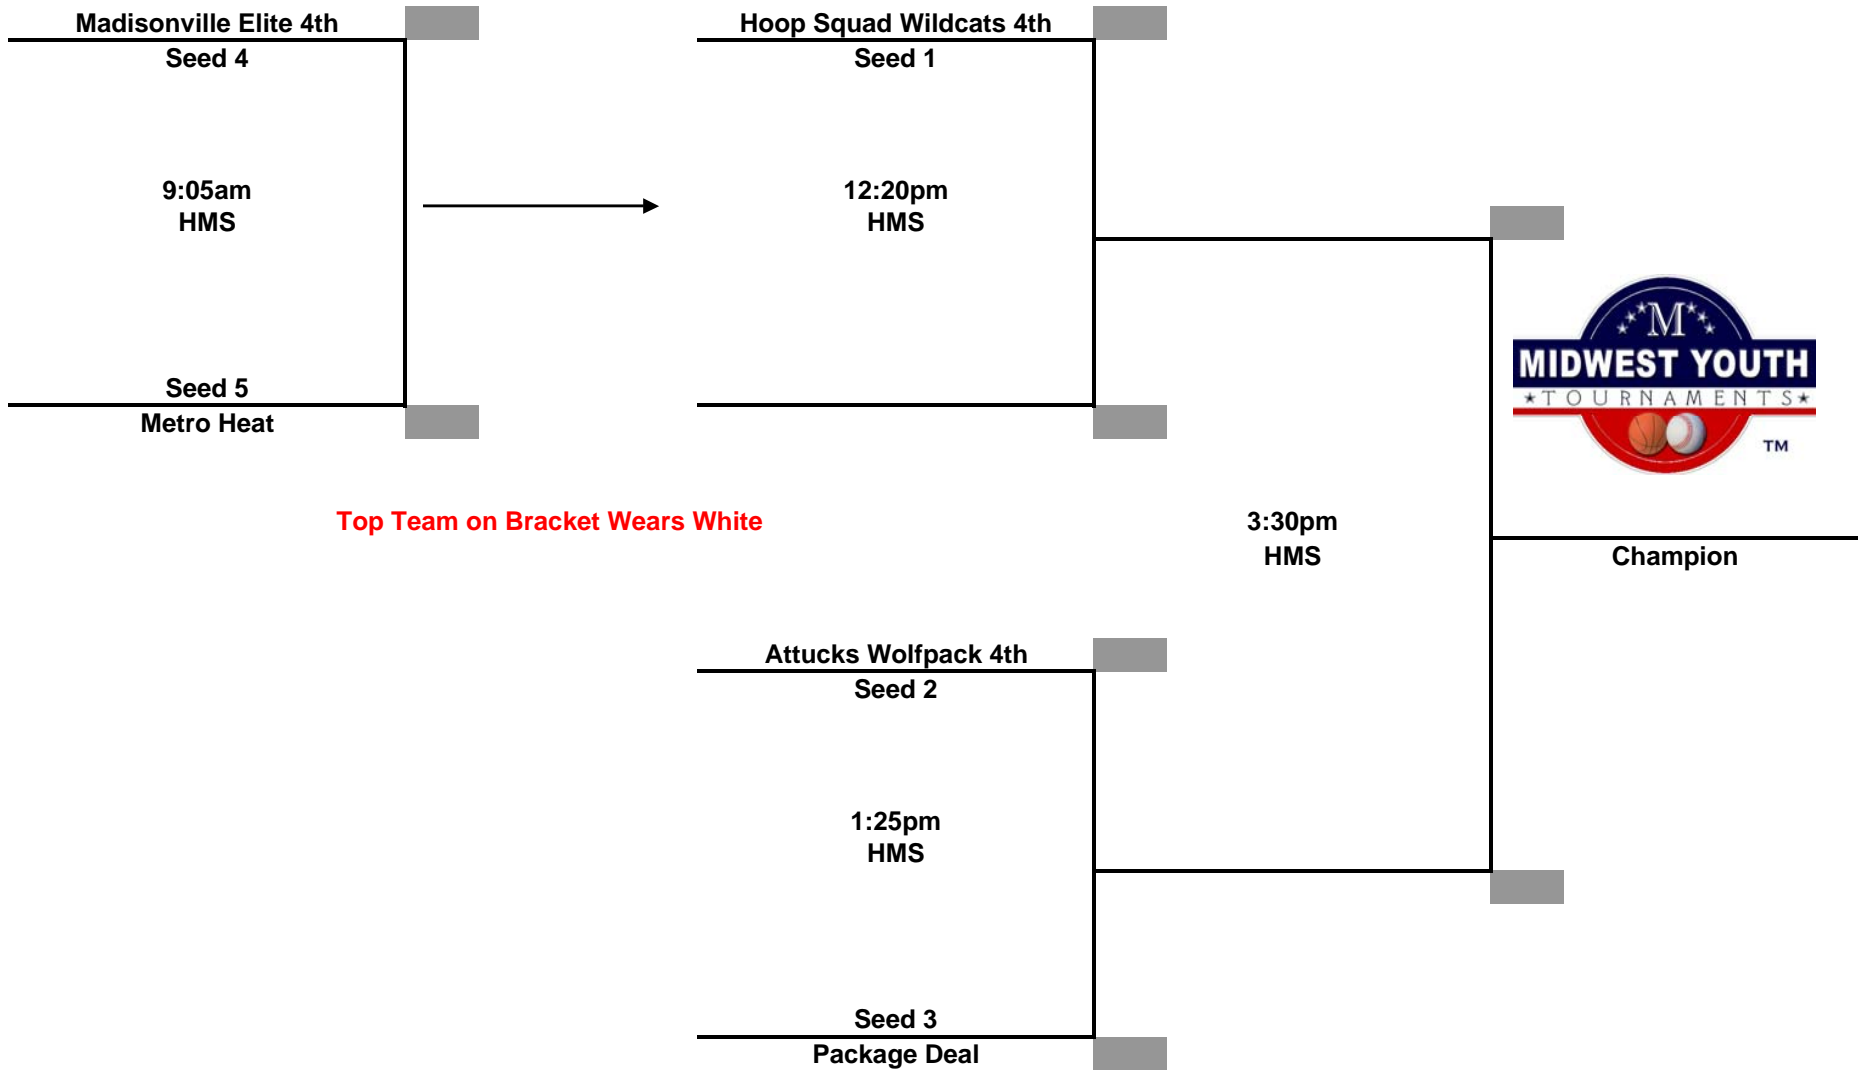 Madisonville Elite 4th
Seed 4
9:05am
HMS
Seed 5
Metro Heat
Hoop Squad Wildcats 4th
Seed 1
12:20pm
HMS
M
MIDWEST YOUTH
★TOURNAMENTS★
TM
Top Team on Bracket Wears White
3:30pm
HMS
Champion
Attucks Wolfpack 4th
Seed 2
1:25pm
HMS
Seed 3
Package Deal